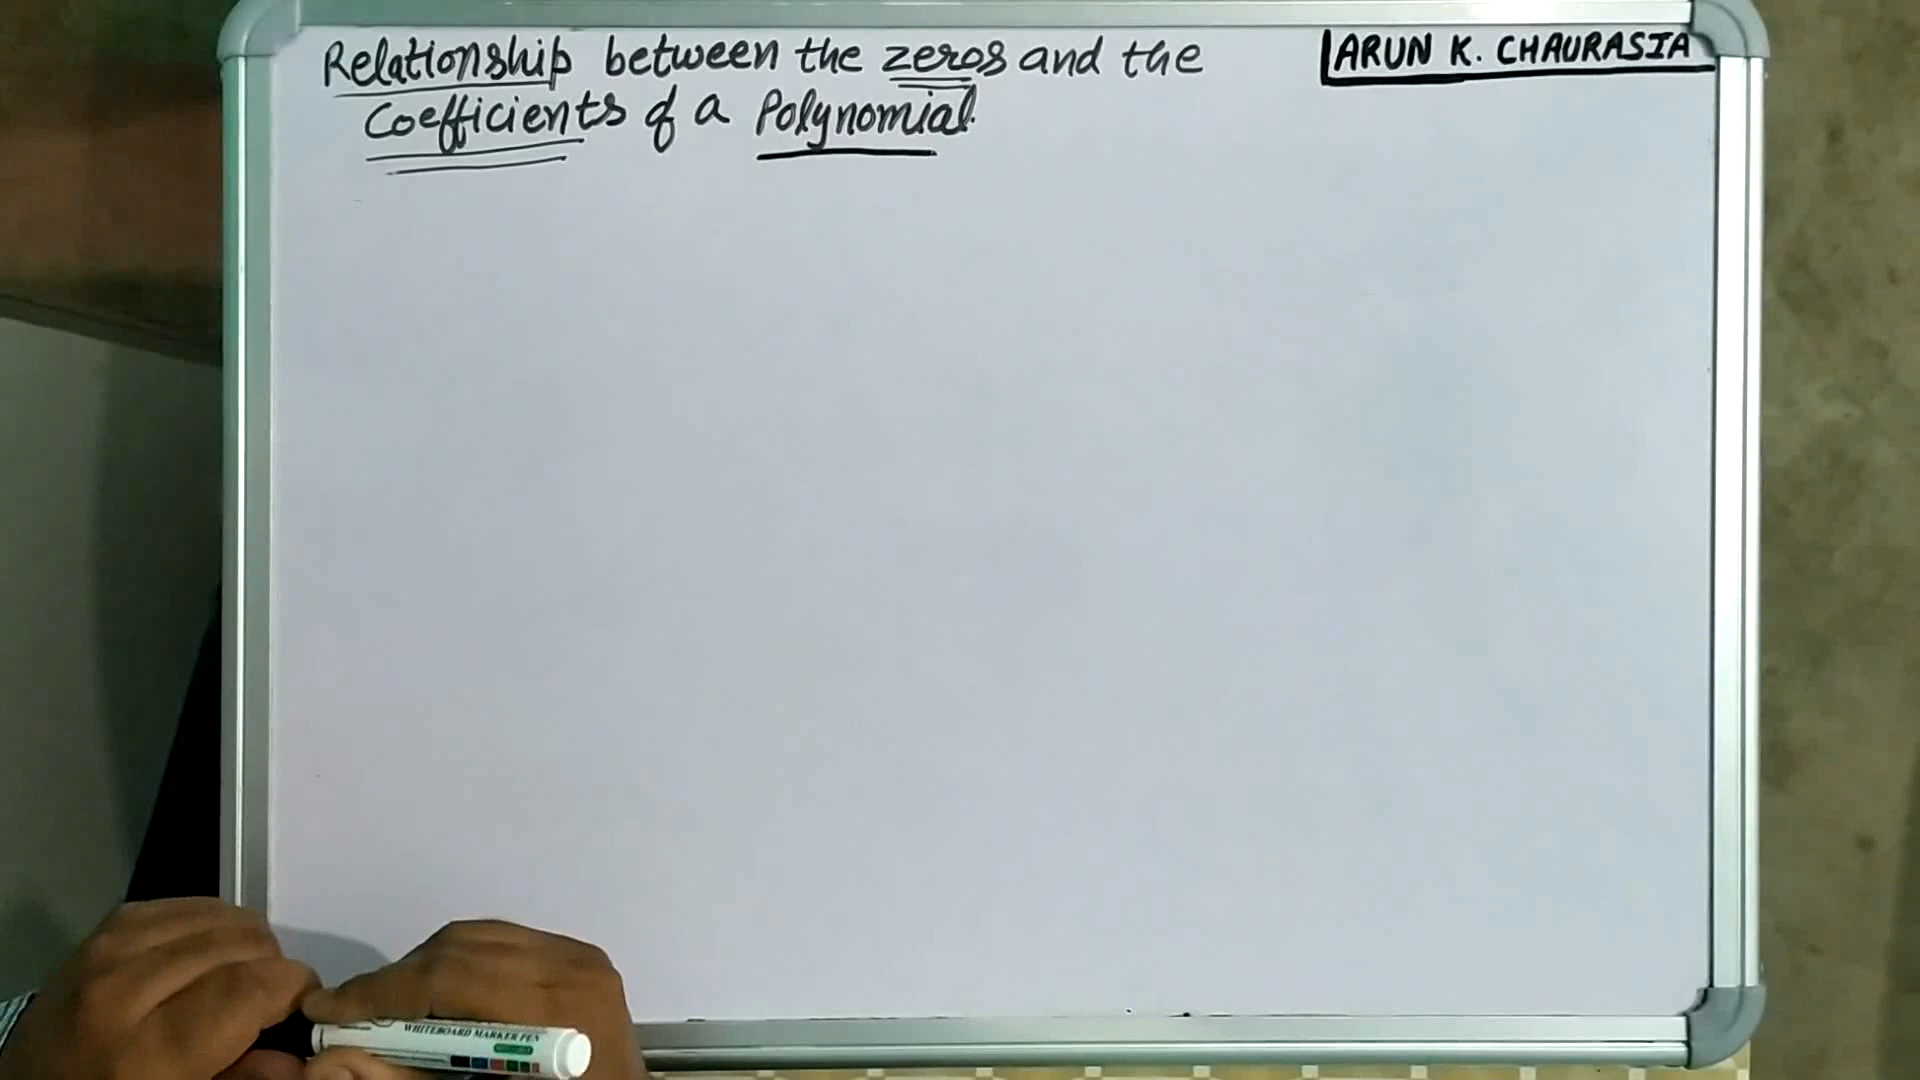 Relationship between the zeros and the
Coefficients of a Polynomial.
ARUN K. CHAURASIA
WHITEBOARD MARKER PEN